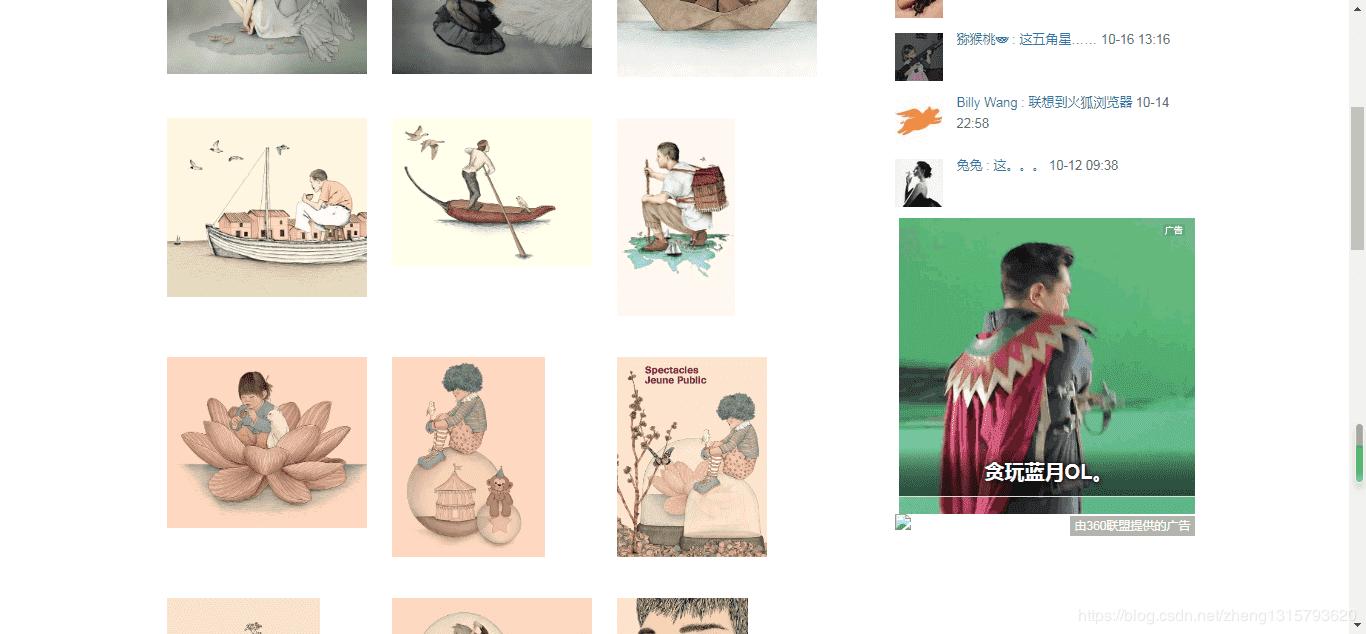 猕猴桃🥽 : 这五角星…… 10-16 13:16
Billy Wang : 联想到火狐浏览器 10-14
22:58
兔兔 : 这。。。 10-12 09:38
广告
Spectacles
Jeune Public
贪玩蓝月OL。
由360联盟提供的广告
https://blog.csdn.net/zheng1315793620